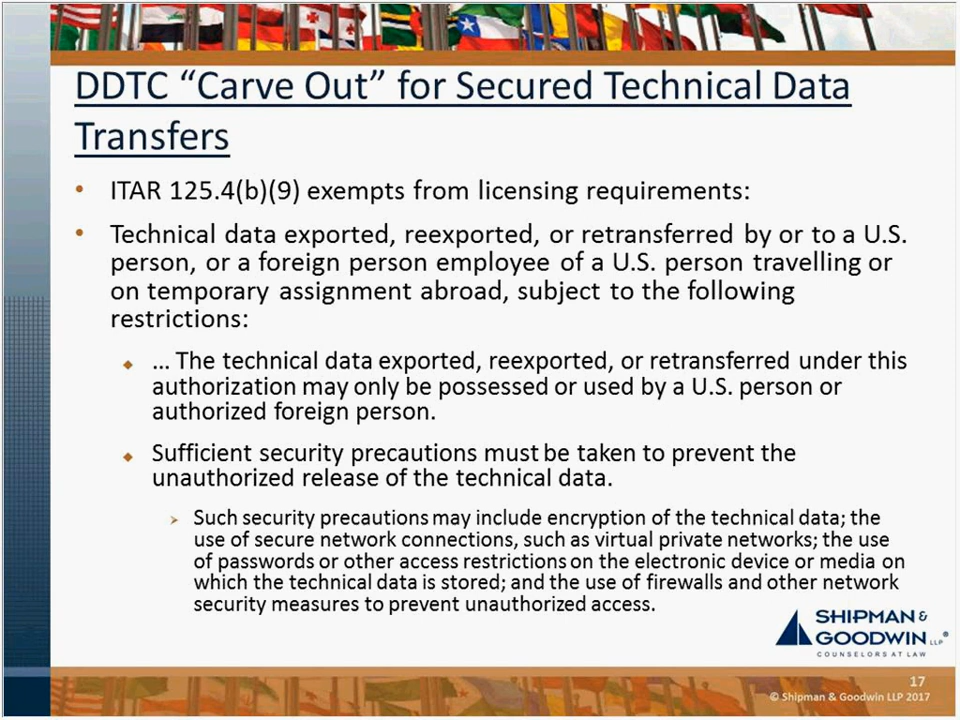 DDTC “Carve Out” for Secured Technical Data
Transfers
• ITAR 125.4(b)(9) exempts from licensing requirements:
• Technical data exported, reexported, or retransferred by or to a U.S.
person, or a foreign person employee of a U.S. person travelling or
on temporary assignment abroad, subject to the following
restrictions:
... The technical data exported, reexported, or retransferred under this
authorization may only be possessed or used by a U.S. person or
authorized foreign person.
Sufficient security precautions must be taken to prevent the
unauthorized release of the technical data.
Such security precautions may include encryption of the technical data; the
use of secure network connections, such as virtual private networks; the use
of passwords or other access restrictions on the electronic device or media on
which the technical data is stored; and the use of firewalls and other network
security measures to prevent unauthorized access.
SHIPMAN &
GOODWIN LLP®
COUNSELORS AT LAW
17
© Shipman & Goodwin LLP 2017